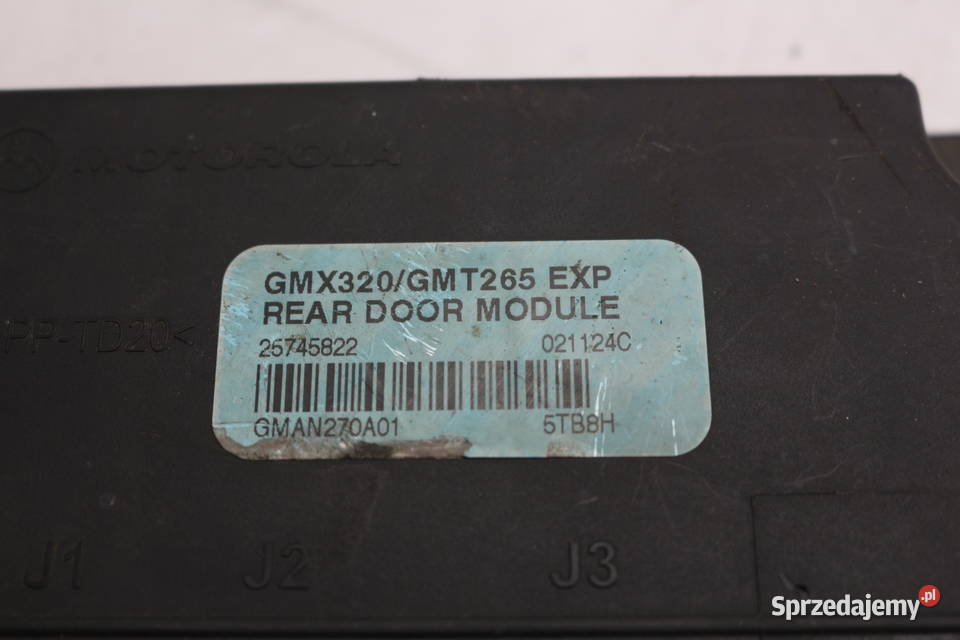 MOTOROLA
GMX320/GMT265 EXP
REAR DOOR MODULE
PP-TD20<
25745822 021124C
GMAN270A01 5TB8H
J1 J2 J3
Sprzedajemy.pl